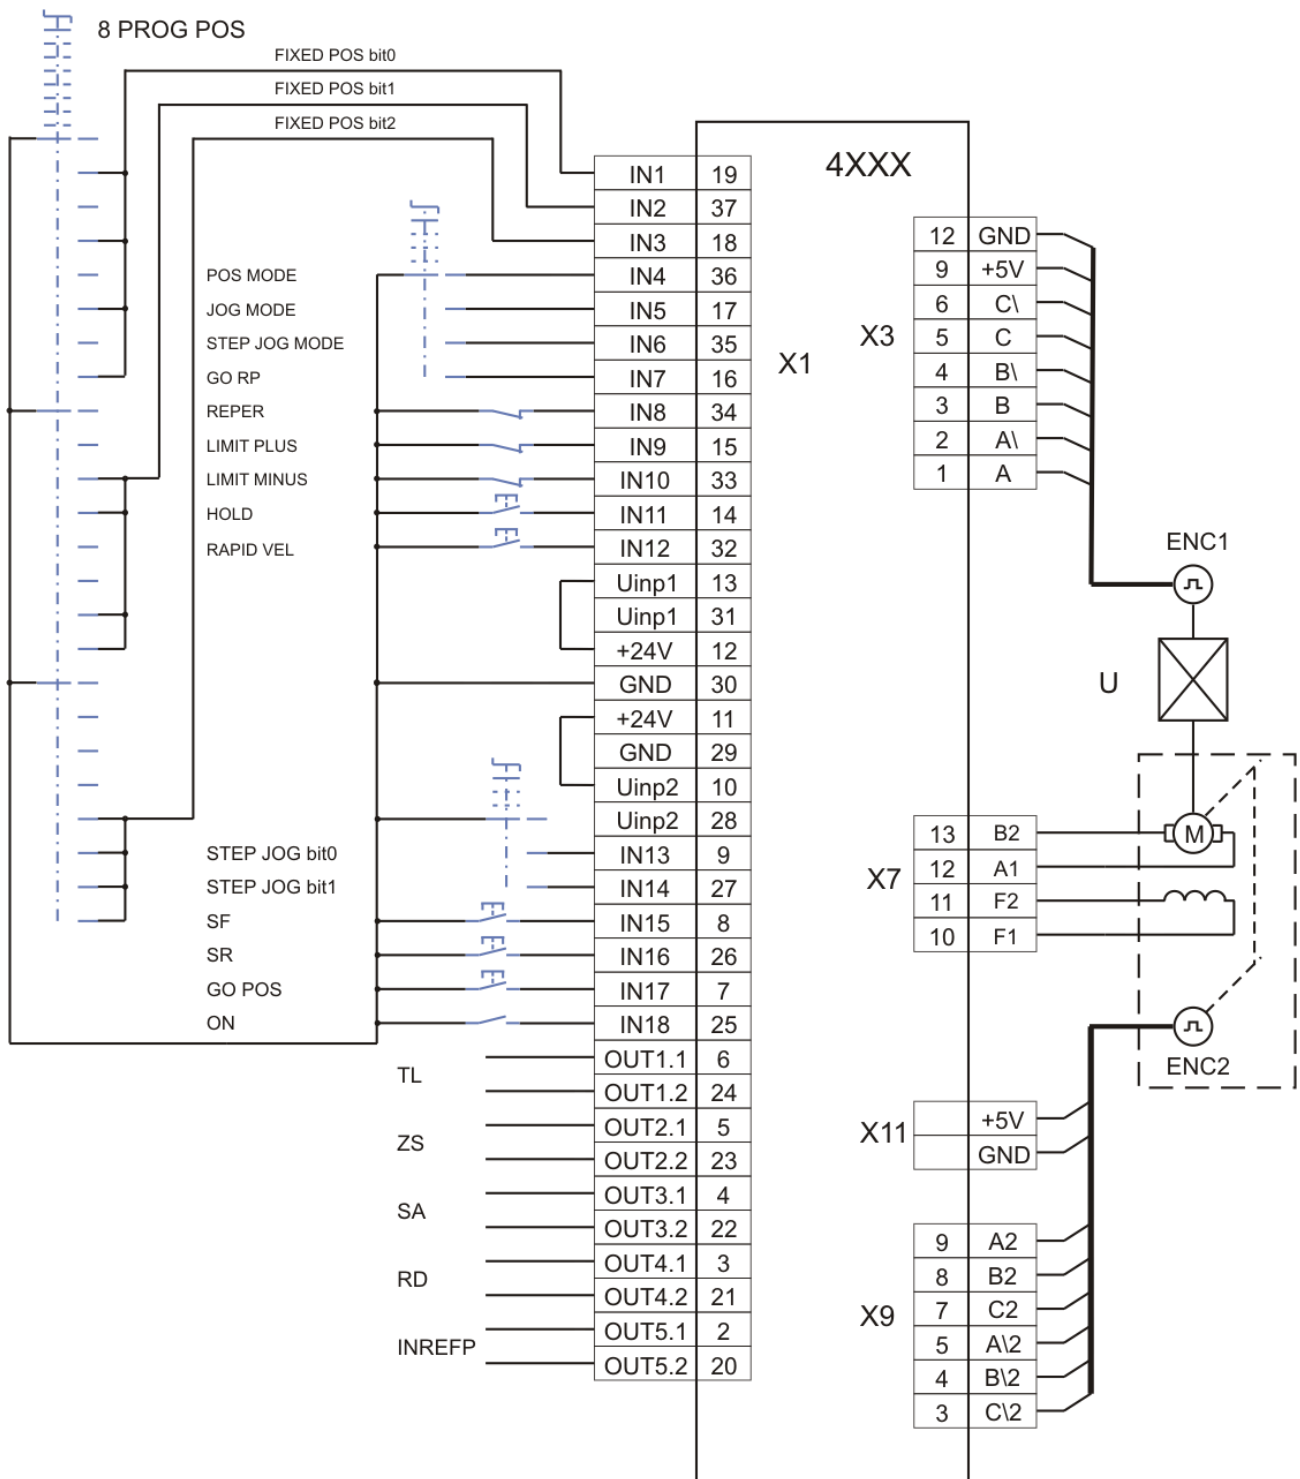 8 PROG POS
FIXED POS bit0
FIXED POS bit1
FIXED POS bit2
4XXX
X1
IN1 19
IN2 37
IN3 18
POS MODE IN4 36
JOG MODE IN5 17
STEP JOG MODE IN6 35
GO RP IN7 16
REPER IN8 34
LIMIT PLUS IN9 15
LIMIT MINUS IN10 33
HOLD IN11 14
RAPID VEL IN12 32
Uinp1 13
Uinp1 31
+24V 12
GND 30
+24V 11
GND 29
Uinp2 10
Uinp2 28
STEP JOG bit0 IN13 9
STEP JOG bit1 IN14 27
SF IN15 8
SR IN16 26
GO POS IN17 7
ON IN18 25
TL
OUT1.1 6
OUT1.2 24
ZS
OUT2.1 5
OUT2.2 23
SA
OUT3.1 4
OUT3.2 22
RD
OUT4.1 3
OUT4.2 21
INREFP
OUT5.1 2
OUT5.2 20
X3
12 GND
9 +5V
6 C\
5 C
4 B\
3 B
2 A\
1 A
ENC1
U
X7
13 B2
12 A1
11 F2
10 F1
M
ENC2
X11
+5V
GND
X9
9 A2
8 B2
7 C2
5 A\2
4 B\2
3 C\2